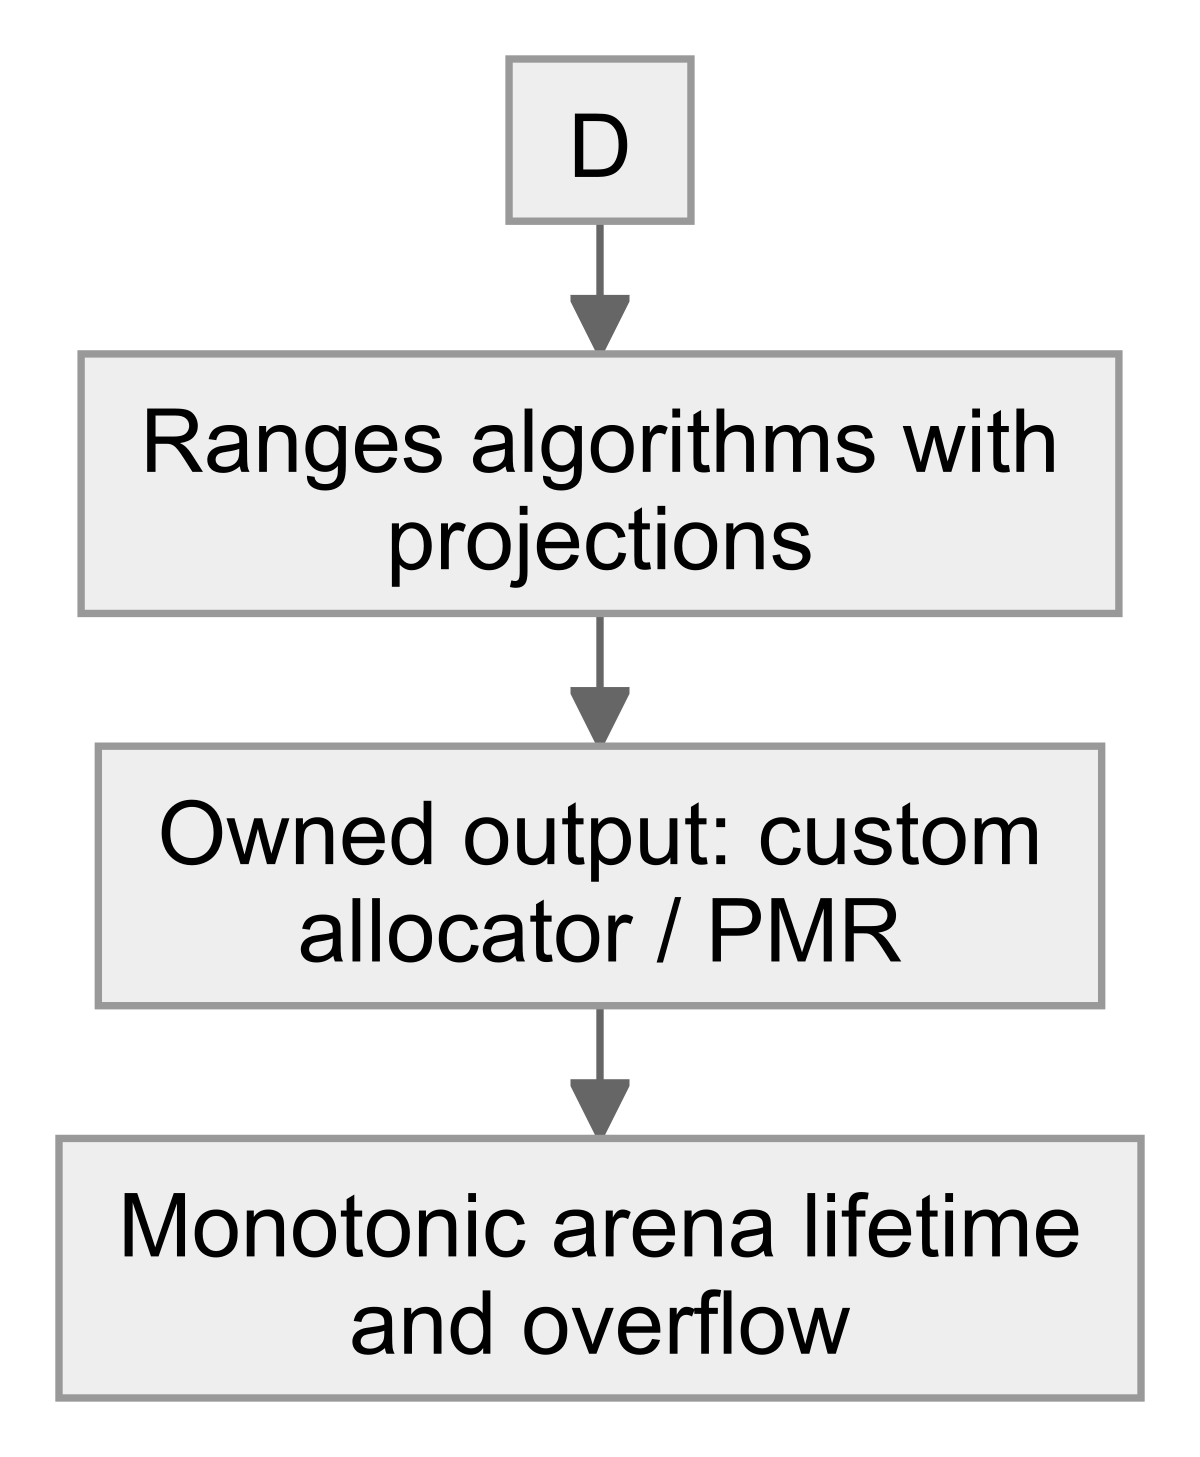 D
Ranges algorithms with
projections
Owned output: custom
allocator / PMR
Monotonic arena lifetime
and overflow